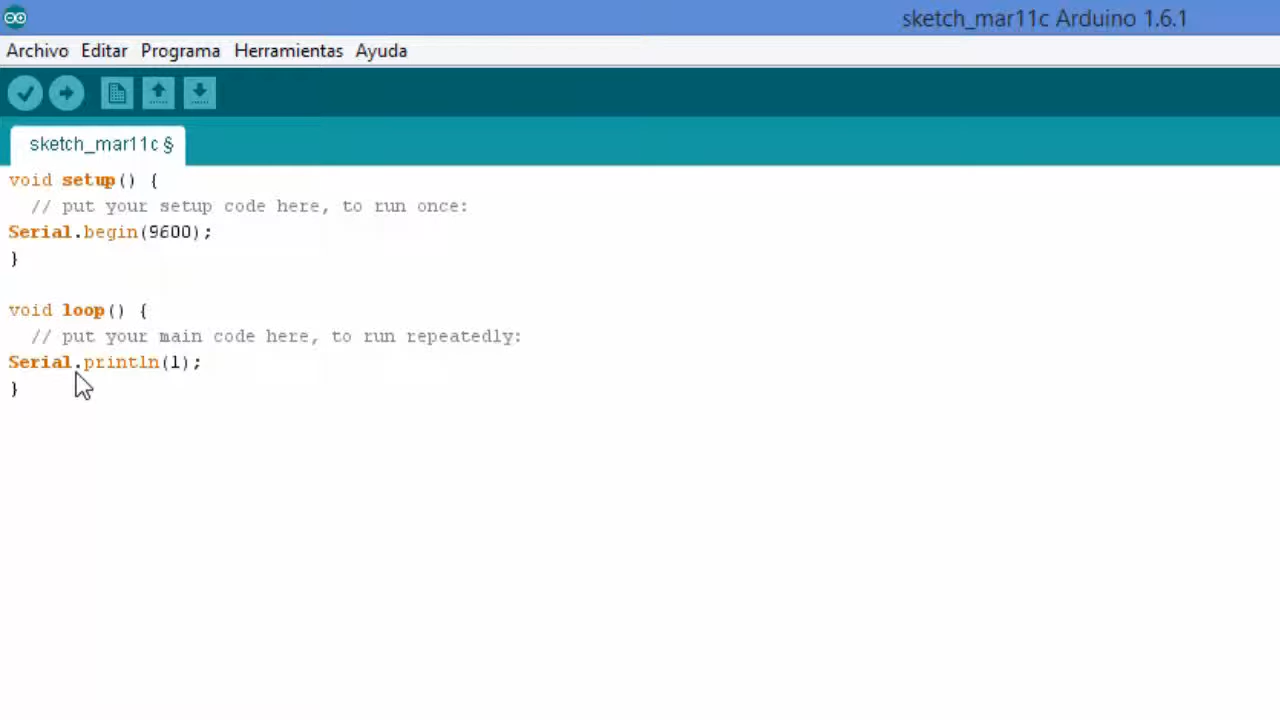 sketch_mar11c Arduino 1.6.1
Archivo Editar Programa Herramientas Ayuda
sketch_mar11c §
void setup() {
  // put your setup code here, to run once:
Serial.begin(9600);
}

void loop() {
  // put your main code here, to run repeatedly:
Serial.println(1);
}